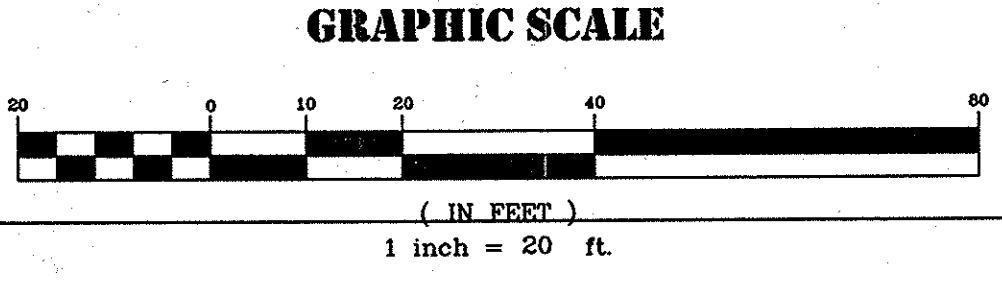 GRAPHIC SCALE
20 0 10 20 40 80
( IN FEET )
1 inch = 20 ft.